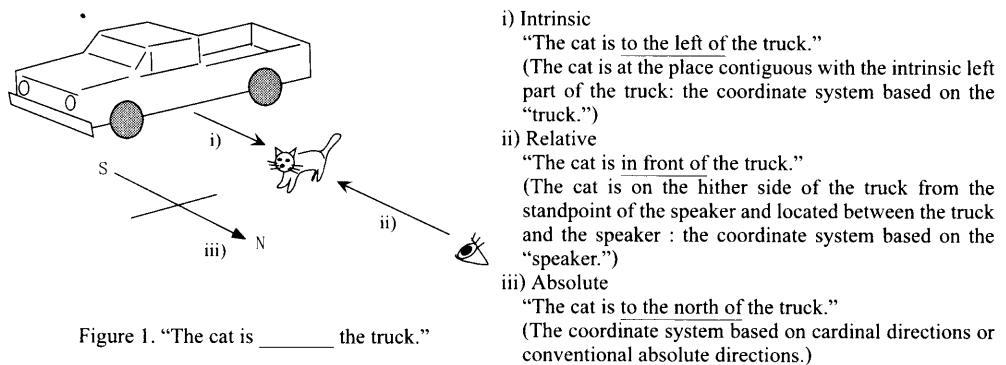 i)
S
ii)
iii)
N
Figure 1. “The cat is ________ the truck.”
i) Intrinsic
“The cat is to the left of the truck.”
(The cat is at the place contiguous with the intrinsic left
part of the truck: the coordinate system based on the
“truck.”)
ii) Relative
“The cat is in front of the truck.”
(The cat is on the hither side of the truck from the
standpoint of the speaker and located between the truck
and the speaker : the coordinate system based on the
“speaker.”)
iii) Absolute
“The cat is to the north of the truck.”
(The coordinate system based on cardinal directions or
conventional absolute directions.)